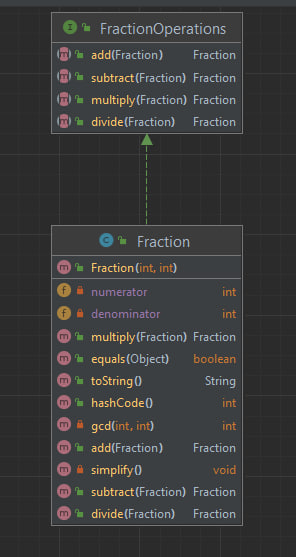 FractionOperations
add(Fraction) Fraction
subtract(Fraction) Fraction
multiply(Fraction) Fraction
divide(Fraction) Fraction
Fraction
Fraction(int, int)
numerator int
denominator int
multiply(Fraction) Fraction
equals(Object) boolean
toString() String
hashCode() int
gcd(int, int) int
add(Fraction) Fraction
simplify() void
subtract(Fraction) Fraction
divide(Fraction) Fraction